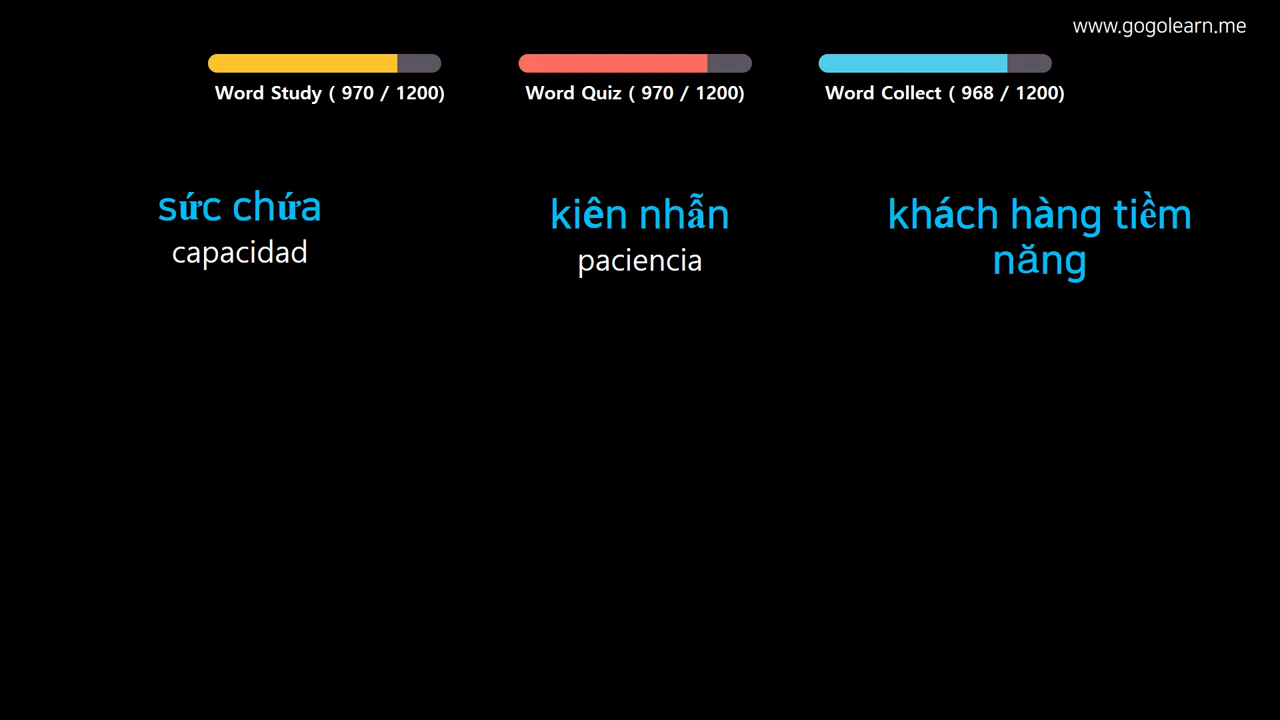 www.gogolearn.me
Word Study ( 970 / 1200)
Word Quiz ( 970 / 1200)
Word Collect ( 968 / 1200)
sức chứa
capacidad
kiên nhẫn
paciencia
khách hàng tiềm
năng